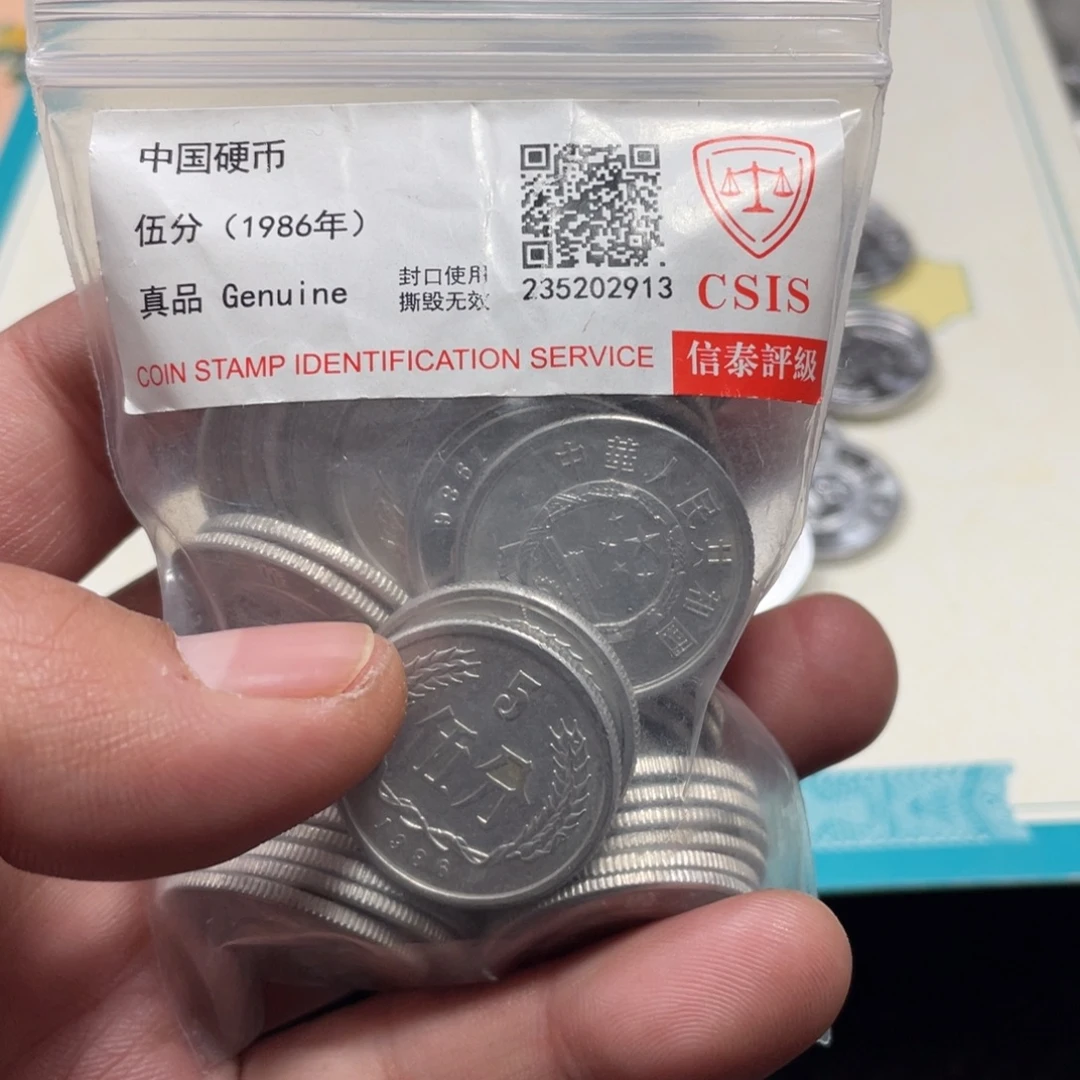 中国硬币
伍分（1986年）
真品 Genuine
封口使用
撕毁无效
235202913
CSIS
COIN STAMP IDENTIFICATION SERVICE
信泰評級
1986
中華人民共和國
5
伍分
1986